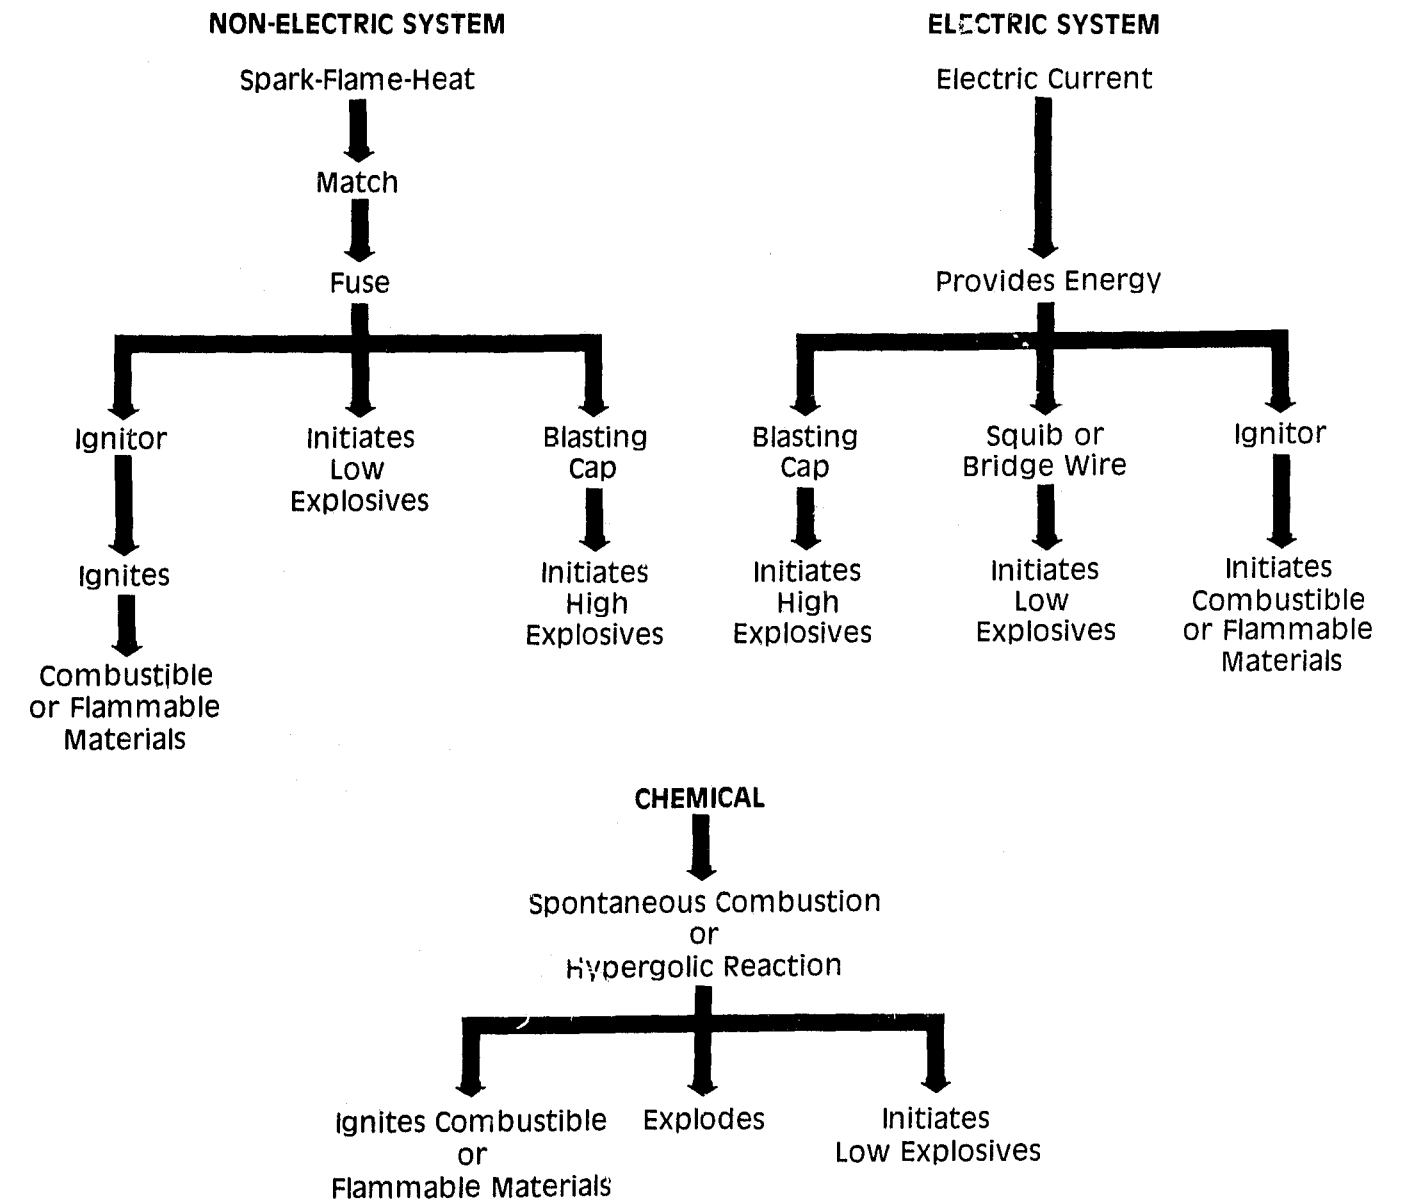 NON-ELECTRIC SYSTEM
Spark-Flame-Heat
Match
Fuse
Ignitor
Initiates
Low
Explosives
Blasting
Cap
Ignites
Initiates
High
Explosives
Combustible
or Flammable
Materials
ELECTRIC SYSTEM
Electric Current
Provides Energy
Blasting
Cap
Squib or
Bridge Wire
Ignitor
Initiates
High
Explosives
Initiates
Low
Explosives
Initiates
Combustible
or Flammable
Materials
CHEMICAL
Spontaneous Combustion
or
Hypergolic Reaction
Ignites Combustible
or
Flammable Materials
Explodes
Initiates
Low Explosives